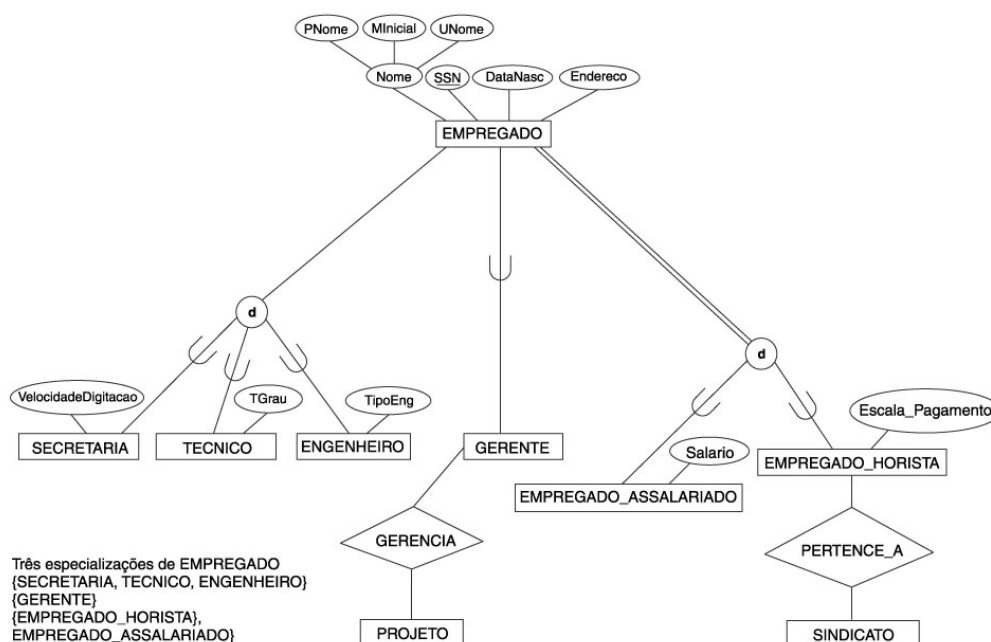 PNome MInicial UNome
Nome SSN DataNasc Endereco
EMPREGADO
d
d
VelocidadeDigitacao TGrau TipoEng Escala_Pagamento
SECRETARIA TECNICO ENGENHEIRO GERENTE Salario EMPREGADO_HORISTA
EMPREGADO_ASSALARIADO
GERENCIA PERTENCE_A
Três especializações de EMPREGADO
{SECRETARIA, TECNICO, ENGENHEIRO}
{GERENTE}
{EMPREGADO_HORISTA},
EMPREGADO_ASSALARIADO}
PROJETO SINDICATO